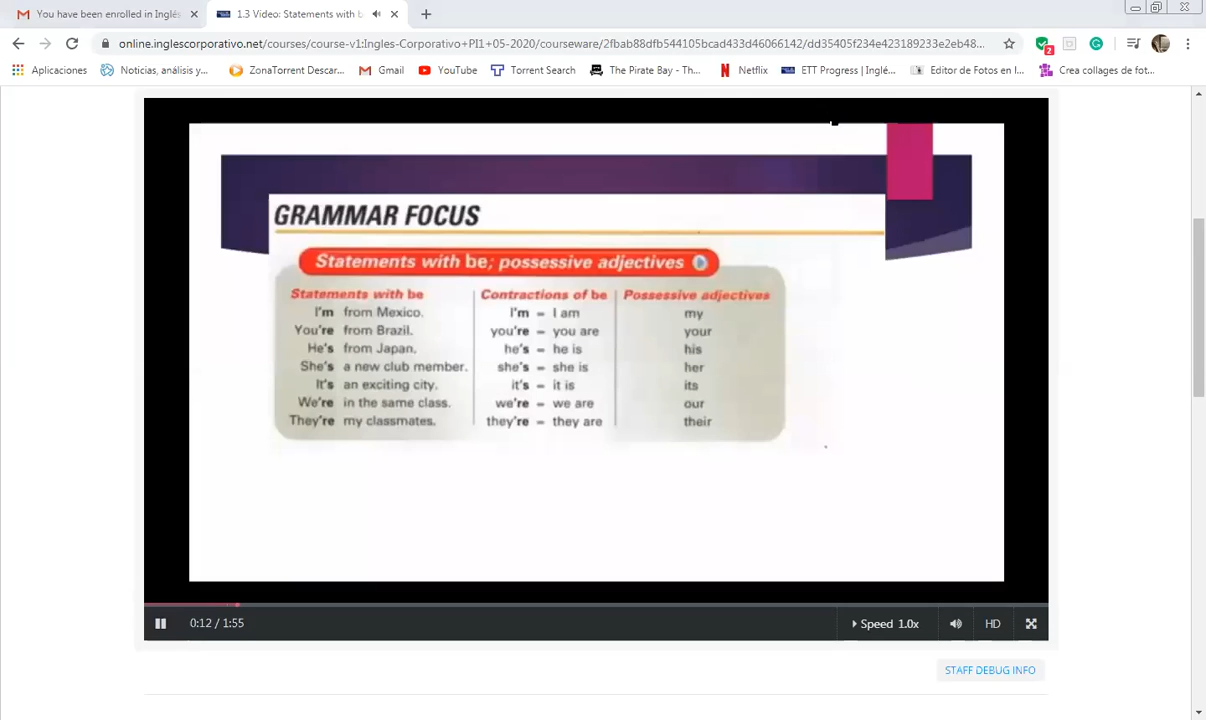 You have been enrolled in Inglés
1.3 Video: Statements with b
online.inglescorporativo.net/courses/course-v1:Ingles-Corporativo+PI1+05-2020/courseware/2fbab88dfb544105bcad433d46066142/dd35405f234e423189233e2eb48...
2
Aplicaciones
Noticias, análisis y...
ZonaTorrent Descar...
Gmail
YouTube
Torrent Search
The Pirate Bay - Th...
Netflix
ETT Progress | Inglé...
Editor de Fotos en l...
Crea collages de fot...
GRAMMAR FOCUS
Statements with be; possessive adjectives
Statements with be
I'm from Mexico.
You're from Brazil.
He's from Japan.
She's a new club member.
It's an exciting city.
We're in the same class.
They're my classmates.
Contractions of be
I'm = I am
you're = you are
he's = he is
she's = she is
it's = it is
we're = we are
they're = they are
Possessive adjectives
my
your
his
her
its
our
their
0:12 / 1:55
Speed 1.0x
HD
STAFF DEBUG INFO